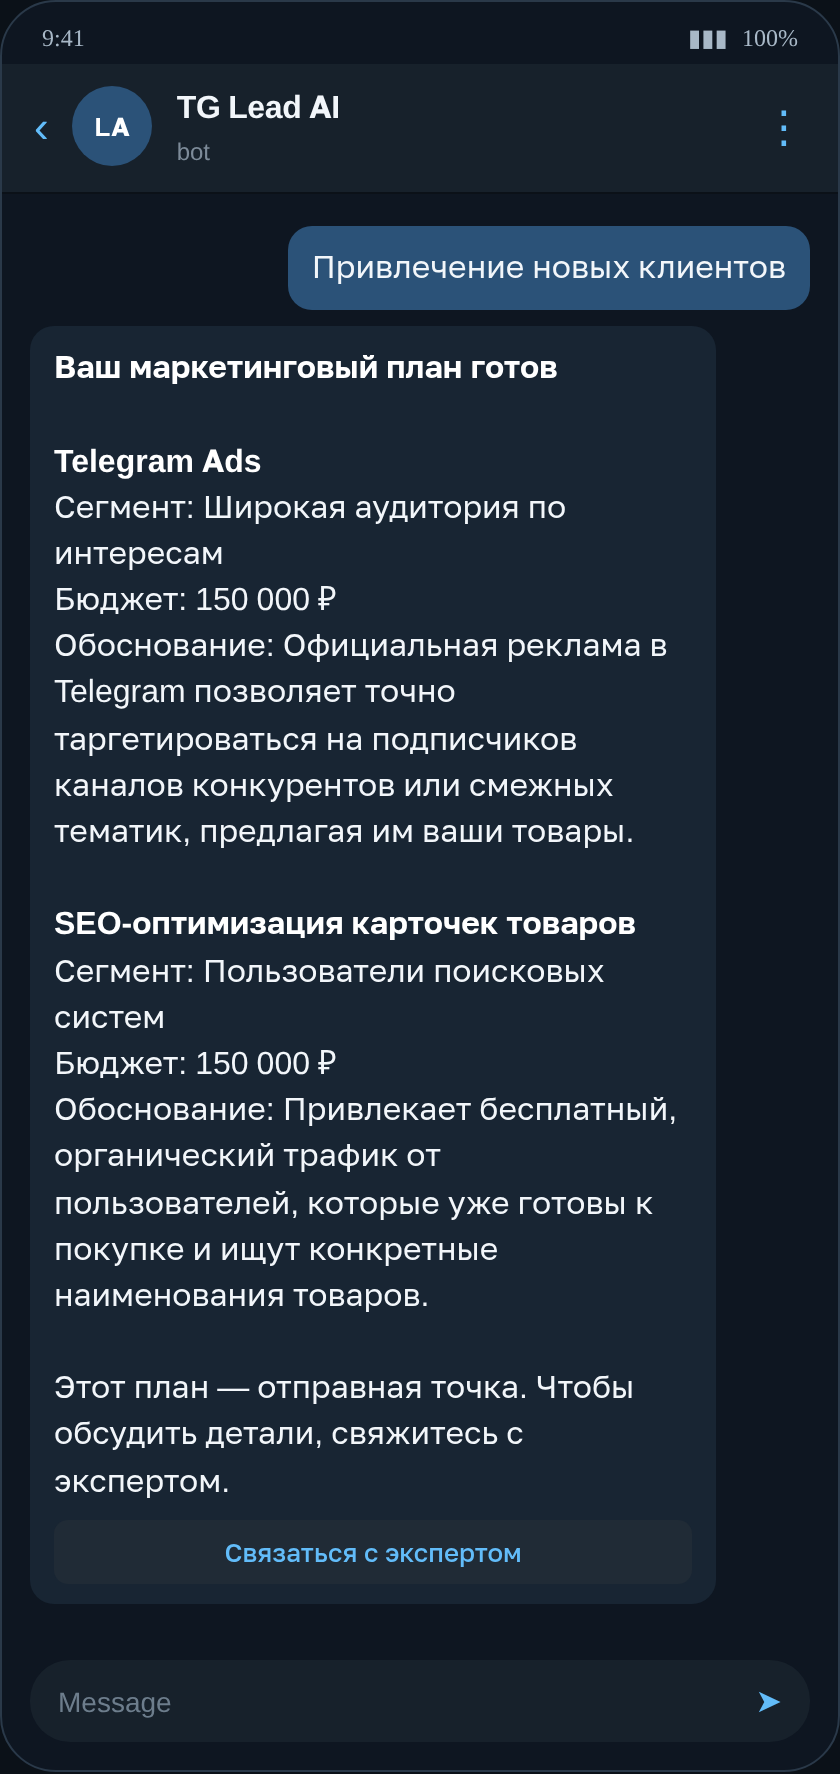 9:41
100%
LA
TG Lead AI
bot
Привлечение новых клиентов
Ваш маркетинговый план готов
Telegram Ads
Сегмент: Широкая аудитория по
интересам
Бюджет: 150 000 ₽
Обоснование: Официальная реклама в
Telegram позволяет точно
таргетироваться на подписчиков
каналов конкурентов или смежных
тематик, предлагая им ваши товары.
SEO-оптимизация карточек товаров
Сегмент: Пользователи поисковых
систем
Бюджет: 150 000 ₽
Обоснование: Привлекает бесплатный,
органический трафик от
пользователей, которые уже готовы к
покупке и ищут конкретные
наименования товаров.
Этот план — отправная точка. Чтобы
обсудить детали, свяжитесь с
экспертом.
Связаться с экспертом
Message